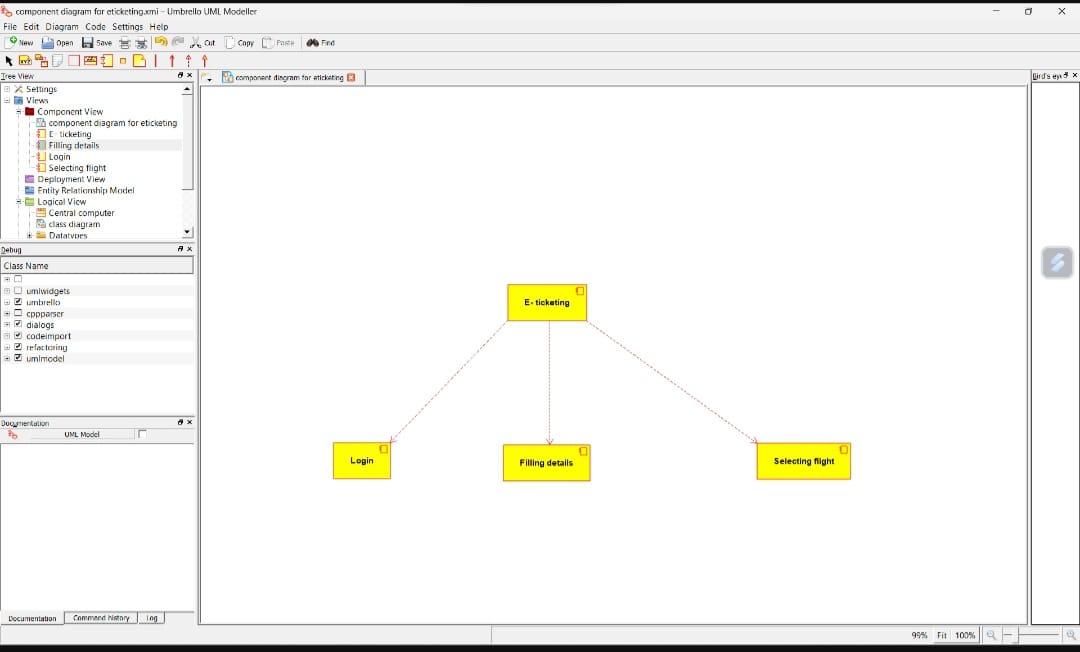 component diagram for eticketing.xmi – Umbrello UML Modeller
File Edit Diagram Code Settings Help
New Open Save Cut Copy Paste Find
Tree View
component diagram for eticketing
Bird's eye
Settings
Views
Component View
component diagram for eticketing
E- ticketing
Filling details
Login
Selecting flight
Deployment View
Entity Relationship Model
Logical View
Central computer
class diagram
Datatypes
Debug
Class Name
umlwidgets
umbrello
cppparser
dialogs
codeimport
refactoring
umlmodel
Documentation
UML Model
E- ticketing
Login
Filling details
Selecting flight
Documentation Command history Log
99% Fit 100%